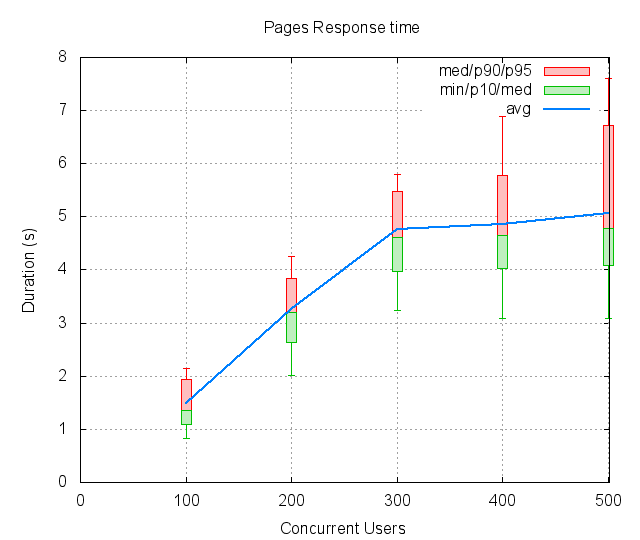 Pages Response time
8
7
6
5
4
3
2
1
0
Duration (s)
med/p90/p95
min/p10/med
avg
0 100 200 300 400 500
Concurrent Users